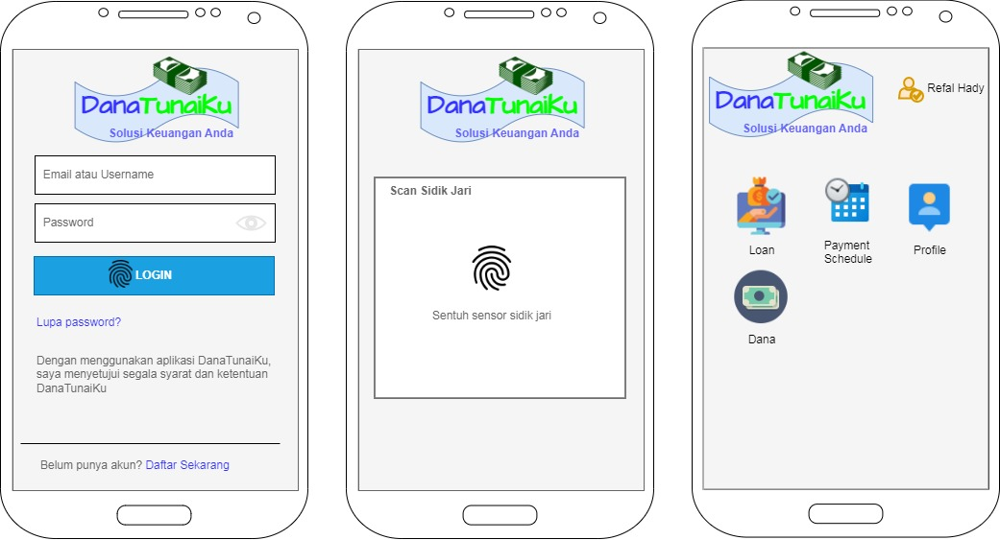 DanaTunaiKu
Solusi Keuangan Anda
Email atau Username
Password
LOGIN
Lupa password?
Dengan menggunakan aplikasi DanaTunaiKu,
saya menyetujui segala syarat dan ketentuan
DanaTunaiKu
Belum punya akun? Daftar Sekarang
DanaTunaiKu
Solusi Keuangan Anda
Scan Sidik Jari
Sentuh sensor sidik jari
DanaTunaiKu
Solusi Keuangan Anda
Refal Hady
Loan
Payment
Schedule
Profile
Dana